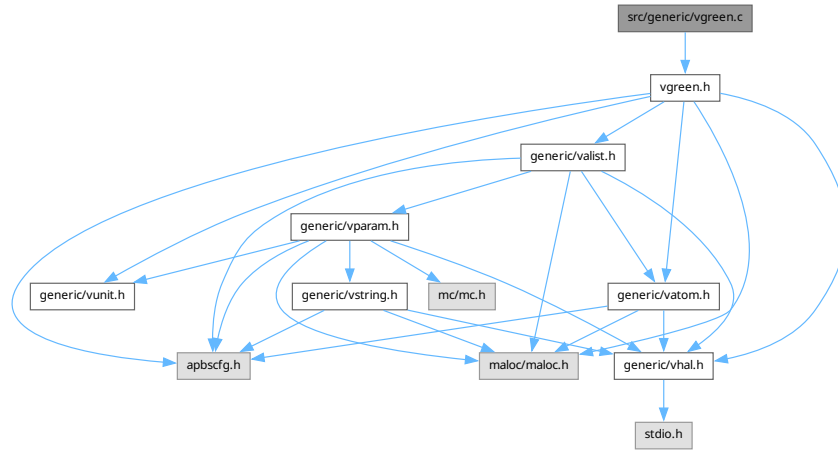 src/generic/vgreen.c
vgreen.h
generic/valist.h
generic/vparam.h
generic/vunit.h
generic/vstring.h
mc/mc.h
generic/vatom.h
apbscfg.h
maloc/maloc.h
generic/vhal.h
stdio.h